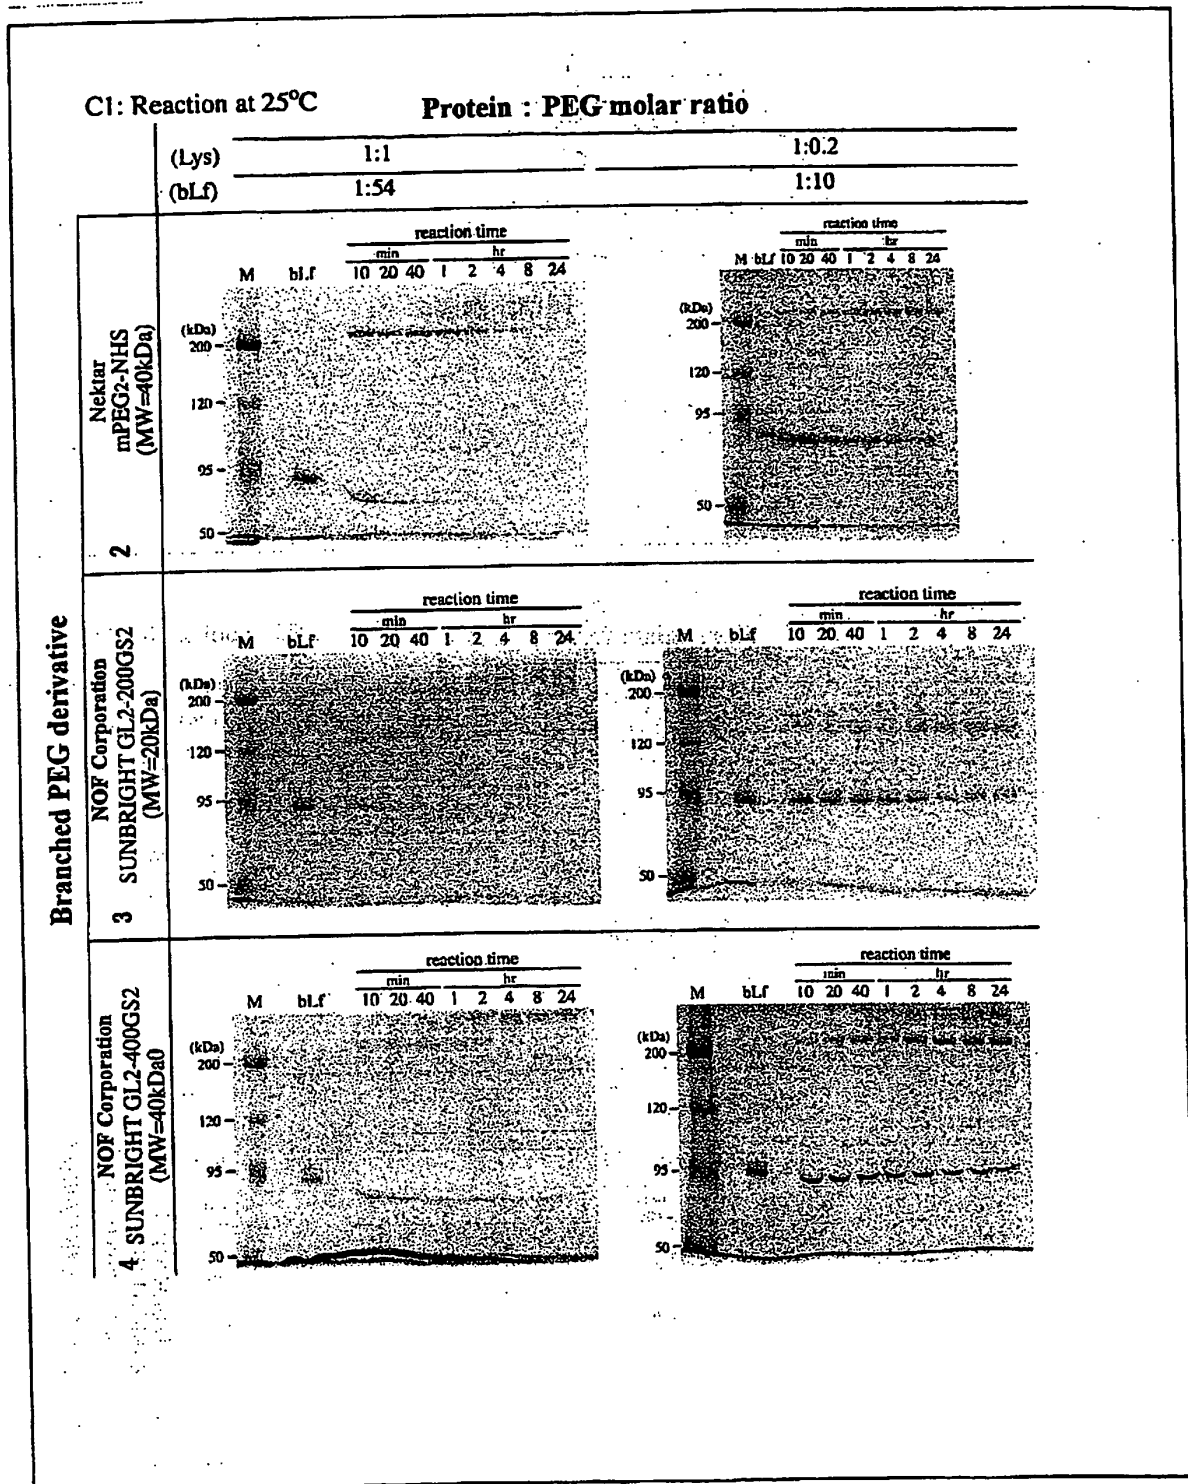 C1: Reaction at 25°C
Protein : PEG molar ratio
(Lys) 1:1 1:0.2
(bLf) 1:54 1:10
Branched PEG derivative
2 Nektar
mPEG2-NHS
(MW=40kDa)
reaction time
min hr
M bLf 10 20 40 1 2 4 8 24
(kDa)
200
120
95
50
reaction time
min hr
M bLf 10 20 40 1 2 4 8 24
(kDa)
200
120
95
50
3 NOF Corporation
SUNBRIGHT GL2-200GS2
(MW=20kDa)
reaction time
min hr
M bLf 10 20 40 1 2 4 8 24
(kDa)
200
120
95
50
reaction time
min hr
M bLf 10 20 40 1 2 4 8 24
(kDa)
200
120
95
50
4 NOF Corporation
SUNBRIGHT GL2-400GS2
(MW=40kDa0
reaction time
min hr
M bLf 10 20 40 1 2 4 8 24
(kDa)
200
120
95
50
reaction time
min hr
M bLf 10 20 40 1 2 4 8 24
(kDa)
200
120
95
50